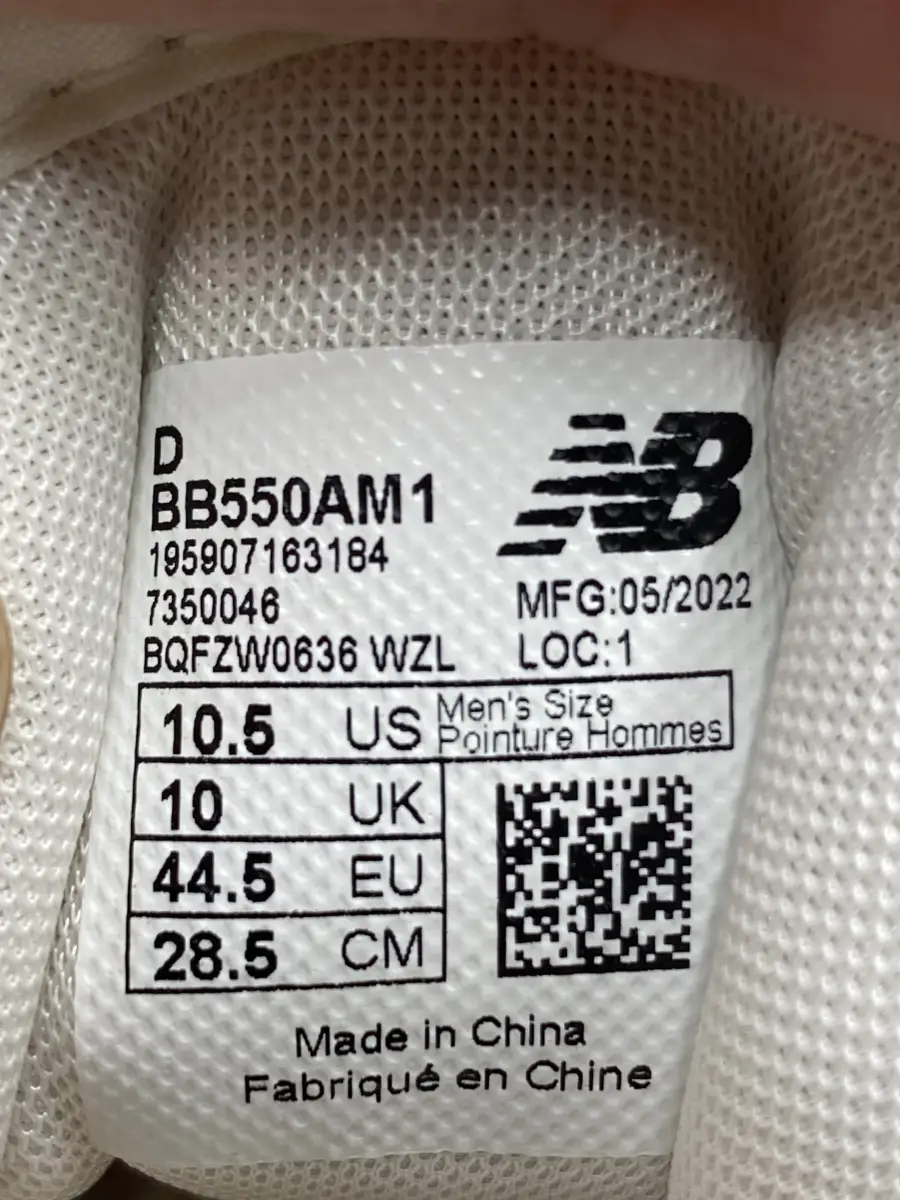 D
BB550AM1
195907163184
7350046
BQFZW0636 WZL
NB
MFG:05/2022
LOC:1
10.5 US Men's Size
Pointure Hommes
10 UK
44.5 EU
28.5 CM
Made in China
Fabriqué en Chine